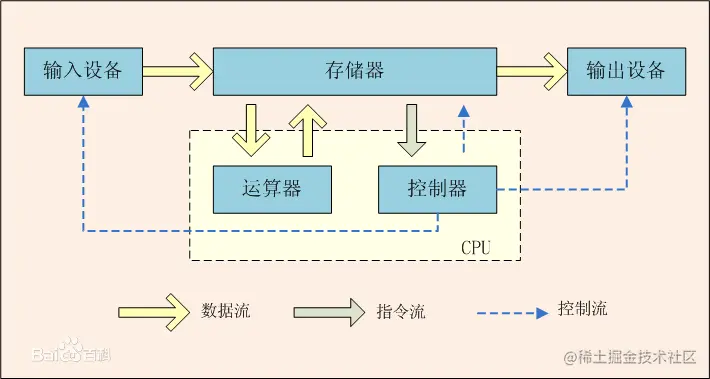 输入设备
存储器
输出设备
运算器
控制器
CPU
数据流
指令流
控制流
Baidu百科
@稀土掘金技术社区